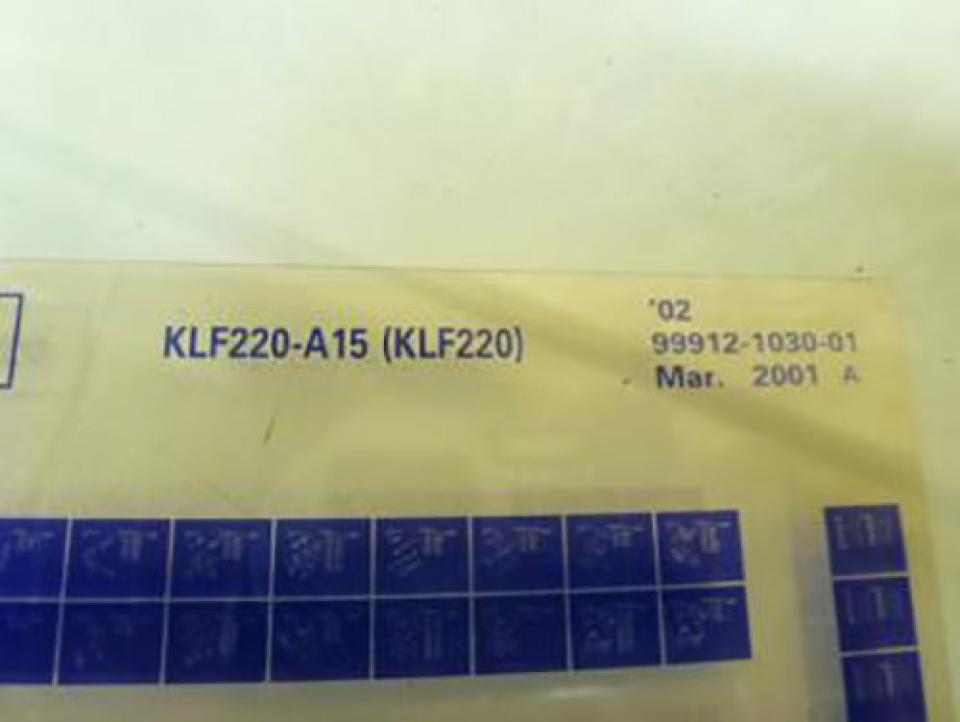 KLF220-A15 (KLF220)
'02
99912-1030-01
Mar. 2001 A